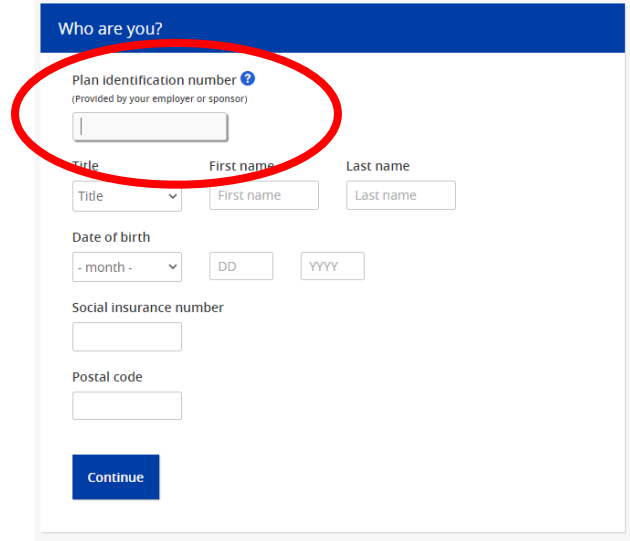 Who are you?
Plan identification number ?
(Provided by your employer or sponsor)
Title First name Last name
Title First name Last name
Date of birth
- month - DD YYYY
Social insurance number
Postal code
Continue